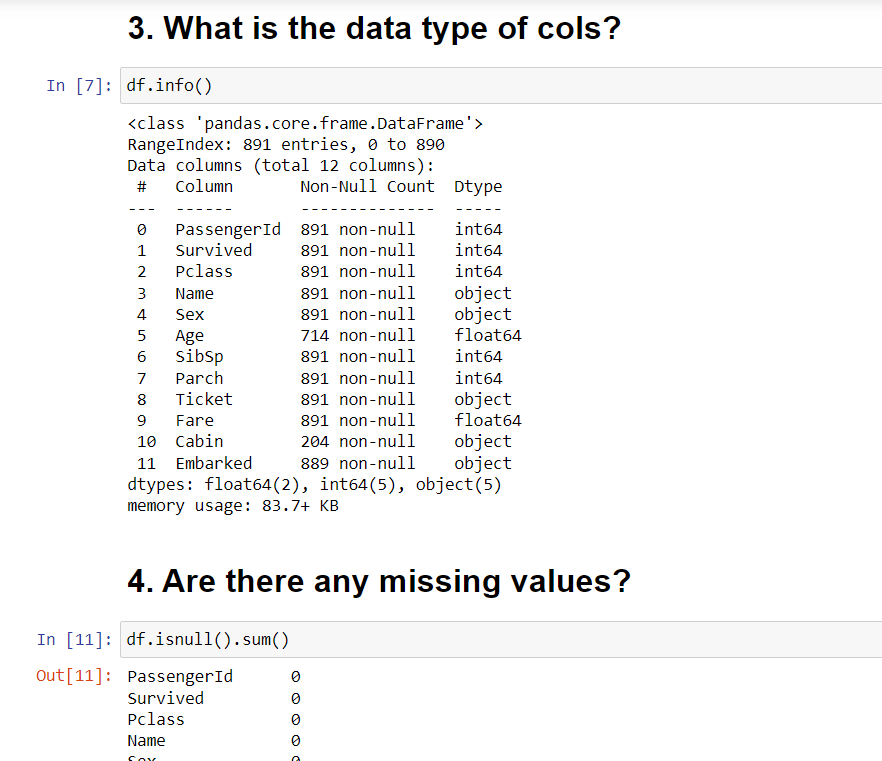 3. What is the data type of cols?
In [7]: df.info()
<class 'pandas.core.frame.DataFrame'>
RangeIndex: 891 entries, 0 to 890
Data columns (total 12 columns):
 #   Column       Non-Null Count  Dtype
---  ------       --------------  -----
 0   PassengerId  891 non-null    int64
 1   Survived     891 non-null    int64
 2   Pclass       891 non-null    int64
 3   Name         891 non-null    object
 4   Sex          891 non-null    object
 5   Age          714 non-null    float64
 6   SibSp        891 non-null    int64
 7   Parch        891 non-null    int64
 8   Ticket       891 non-null    object
 9   Fare         891 non-null    float64
 10  Cabin        204 non-null    object
 11  Embarked     889 non-null    object
dtypes: float64(2), int64(5), object(5)
memory usage: 83.7+ KB
4. Are there any missing values?
In [11]: df.isnull().sum()
Out[11]: PassengerId      0
Survived         0
Pclass           0
Name             0
Sex              0